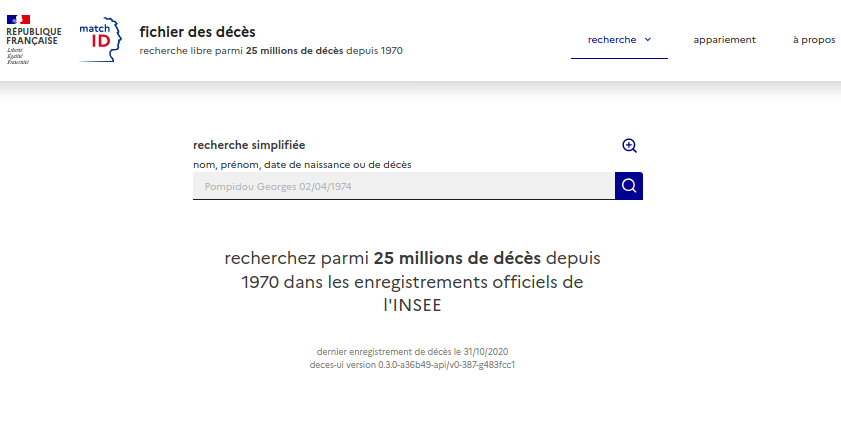 RÉPUBLIQUE
FRANÇAISE
Liberté
Égalité
Fraternité
match
ID
fichier des décès
recherche libre parmi 25 millions de décès depuis 1970
recherche
appariement
à propos
recherche simplifiée
nom, prénom, date de naissance ou de décès
Pompidou Georges 02/04/1974
recherchez parmi 25 millions de décès depuis
1970 dans les enregistrements officiels de
l'INSEE
dernier enregistrement de décès le 31/10/2020
deces-ui version 0.3.0-a36b49-api/v0-387-g483fcc1